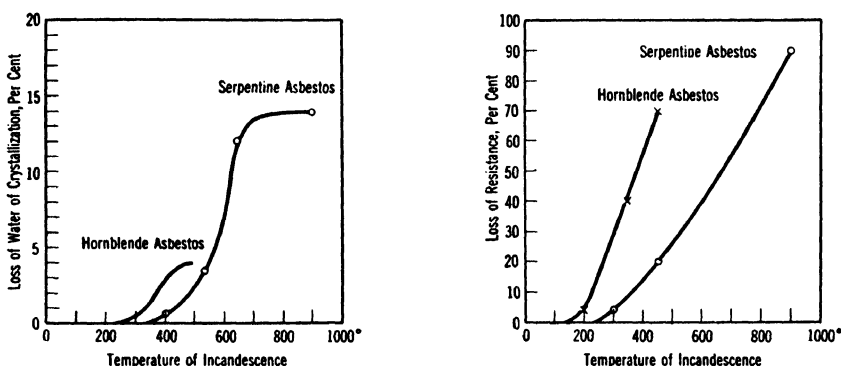 20
15
10
5
0
Loss of Water of Crystallization, Per Cent
Serpentine Asbestos
Hornblende Asbestos
0 200 400 600 800 1000°
Temperature of Incandescence
100
90
80
70
60
50
40
30
20
10
0
Loss of Resistance, Per Cent
Serpentine Asbestos
Hornblende Asbestos
0 200 400 600 800 1000°
Temperature of Incandescence